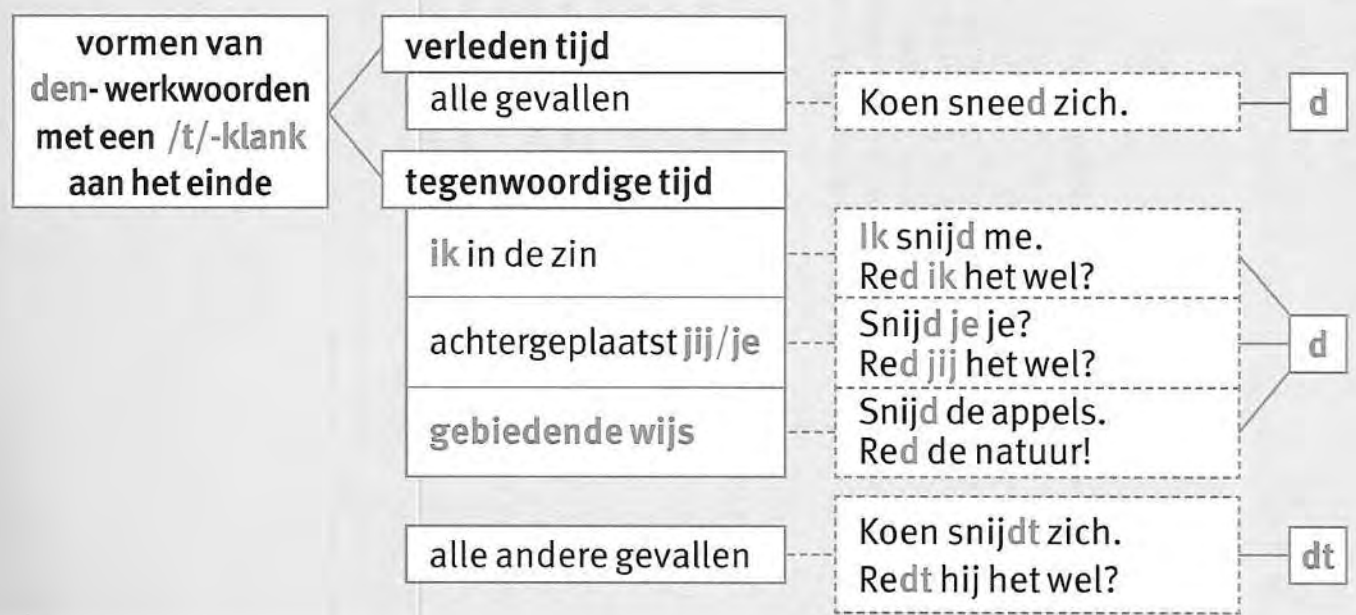 vormen van
den-werkwoorden
met een /t/-klank
aan het einde
verleden tijd
alle gevallen
Koen sneed zich.
d
tegenwoordige tijd
ik in de zin
Ik snijd me.
Red ik het wel?
achtergeplaatst jij/je
Snijd je je?
Red jij het wel?
d
gebiedende wijs
Snijd de appels.
Red de natuur!
alle andere gevallen
Koen snijdt zich.
Redt hij het wel?
dt